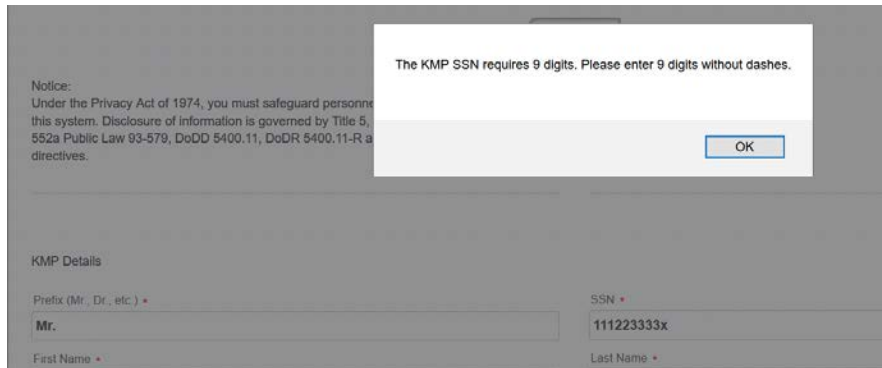 The KMP SSN requires 9 digits. Please enter 9 digits without dashes.
OK
Notice:
Under the Privacy Act of 1974, you must safeguard personne
this system. Disclosure of information is governed by Title 5,
552a Public Law 93-579, DoDD 5400.11, DoDR 5400.11-R a
directives.
KMP Details
Prefix (Mr., Dr., etc.) •
SSN •
Mr.
111223333x
First Name •
Last Name •